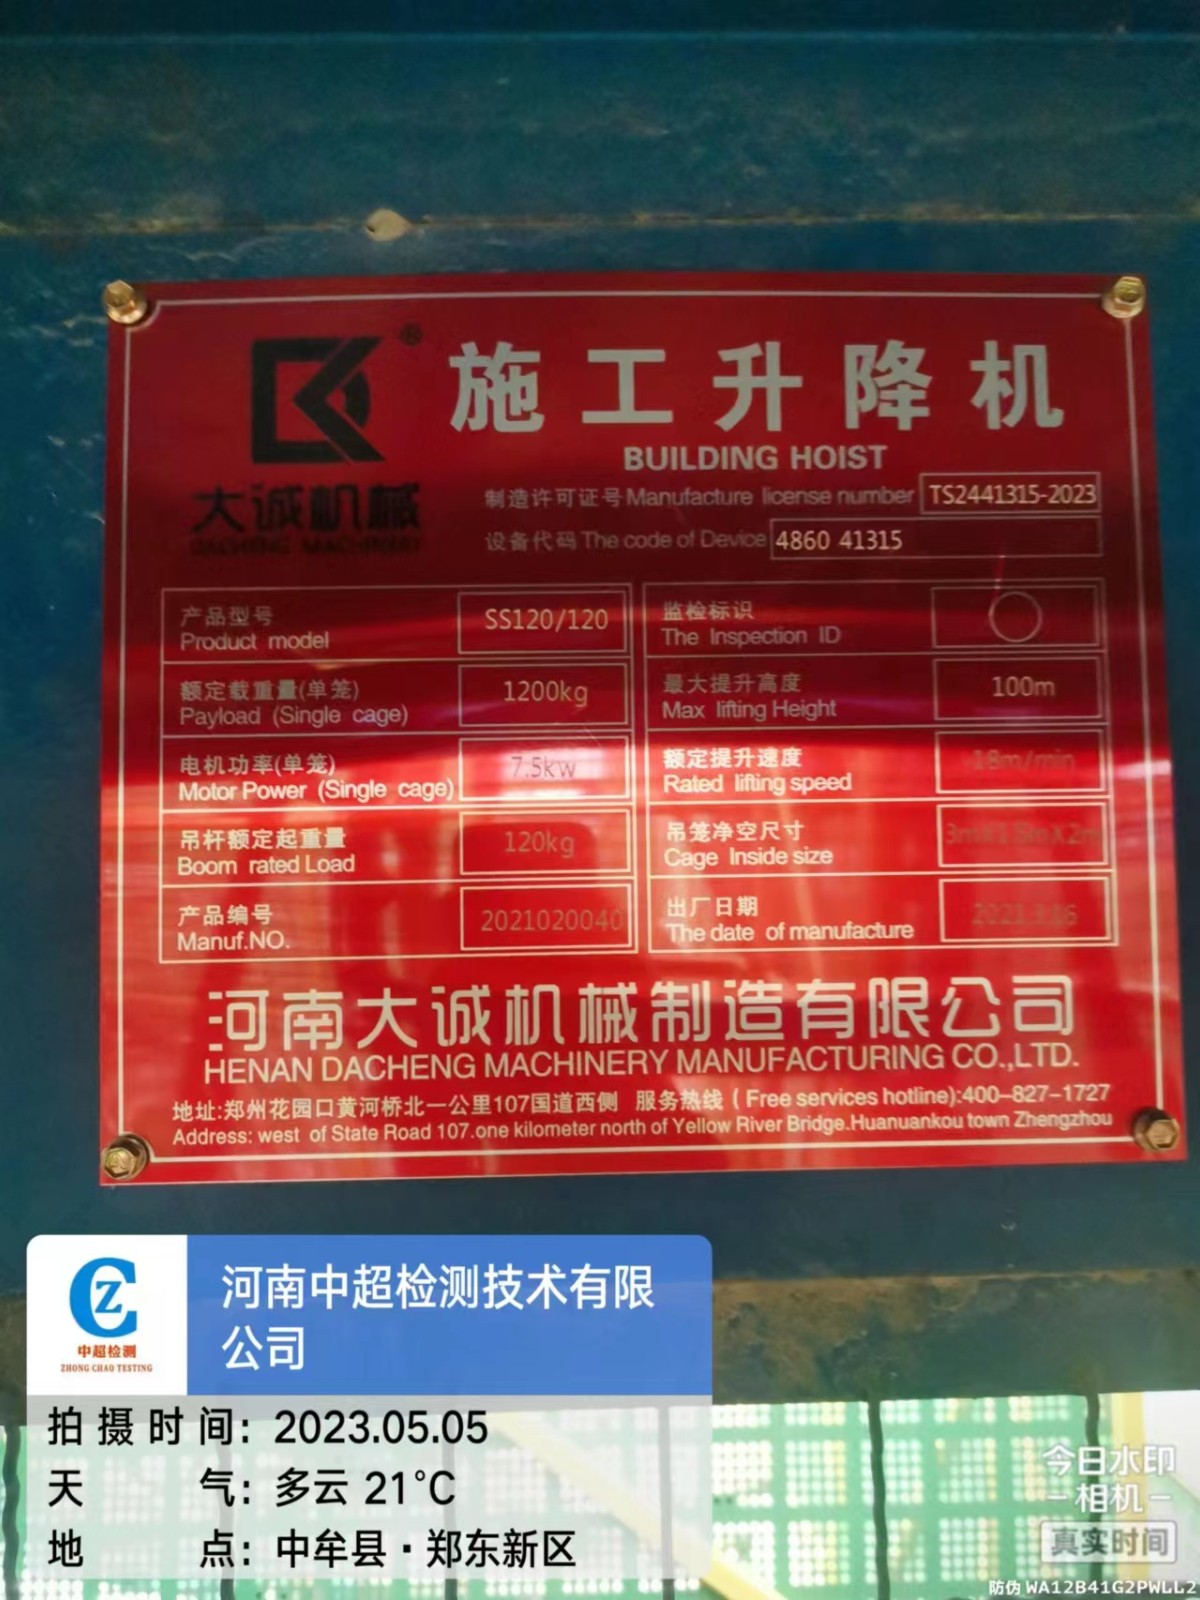 ®
施工升降机
BUILDING HOIST
大诚机械
DACHENG MACHINERY
制造许可证号 Manufacture license number TS2441315-2023
设备代码 The code of Device 4860 41315
产品型号
Product model
SS120/120
监检标识
The Inspection ID
额定载重量(单笼)
Payload (Single cage)
1200kg
最大提升高度
Max lifting Height
100m
电机功率(单笼)
Motor Power (Single cage)
7.5kw
额定提升速度
Rated lifting speed
18m/min
吊杆额定起重量
Boom rated Load
120kg
吊笼净空尺寸
Cage Inside size
产品编号
Manuf.NO.
2021020040
出厂日期
The date of manufacture
河南大诚机械制造有限公司
HENAN DACHENG MACHINERY MANUFACTURING CO.,LTD.
地址:郑州花园口黄河桥北一公里107国道西侧 服务热线 ( Free services hotline):400-827-1727
Address: west of State Road 107.one kilometer north of Yellow River Bridge.Huanuankou town Zhengzhou
CZ
中超检测
ZHONG CHAO TESTING
河南中超检测技术有限
公司
拍摄时间: 2023.05.05
天气: 多云 21°C
地点: 中牟县·郑东新区
今日水印
-相机-
真实时间
防伪 WA12B41G2PWLL2